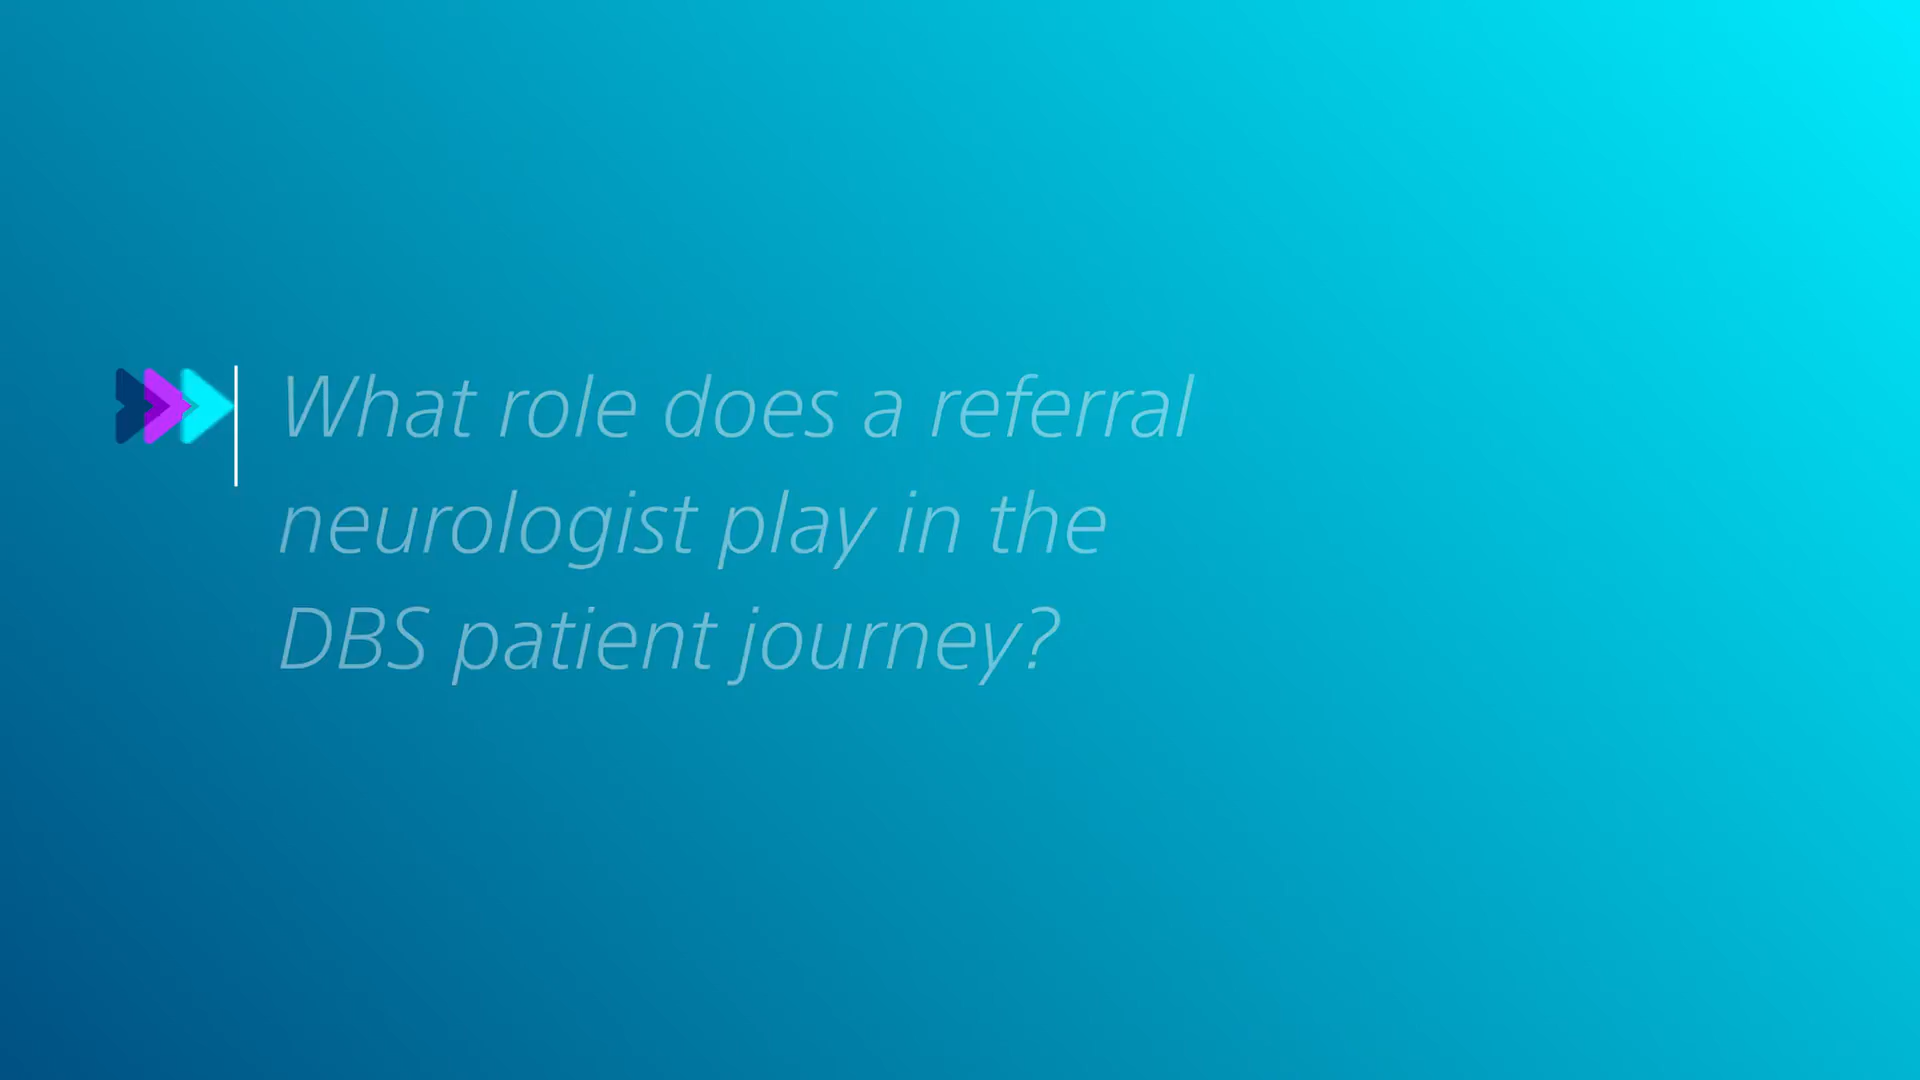 What role does a referral
neurologist play in the
DBS patient journey?